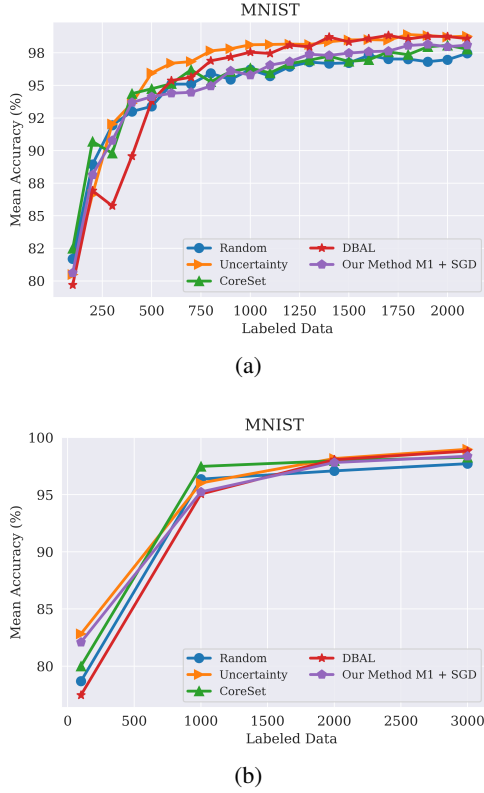 MNIST
Mean Accuracy (%)
98
95
92
90
88
85
82
80
Random
Uncertainty
CoreSet
DBAL
Our Method M1 + SGD
250 500 750 1000 1250 1500 1750 2000
Labeled Data
(a)
MNIST
Mean Accuracy (%)
100
95
90
85
80
Random
Uncertainty
CoreSet
DBAL
Our Method M1 + SGD
0 500 1000 1500 2000 2500 3000
Labeled Data
(b)